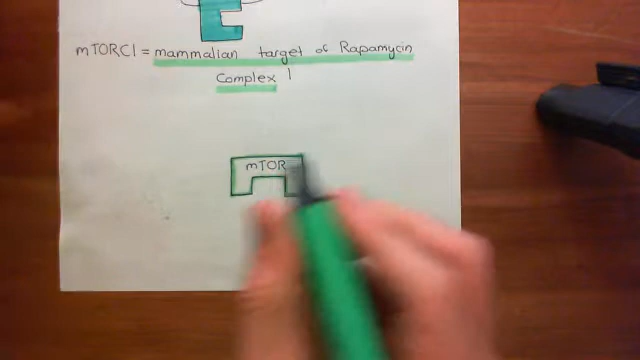 mTORC1 = mammalian target of Rapamycin
Complex 1
mTOR